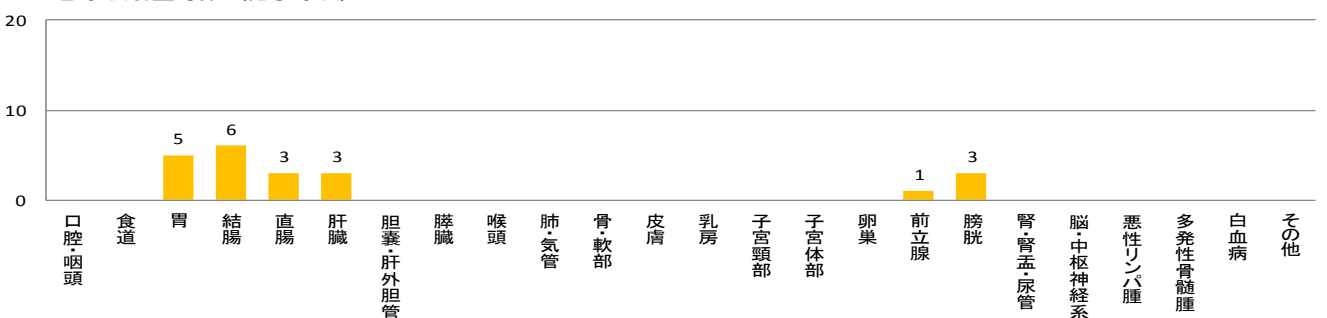 20
10
0
5
6
3
3
1
3
口腔・咽頭
食道
胃
結腸
直腸
肝臓
胆嚢・肝外胆管
膵臓
喉頭
肺・気管
骨・軟部
皮膚
乳房
子宮頸部
子宮体部
卵巣
前立腺
膀胱
腎・腎盂・尿管
脳・中枢神経系
悪性リンパ腫
多発性骨髄腫
白血病
その他